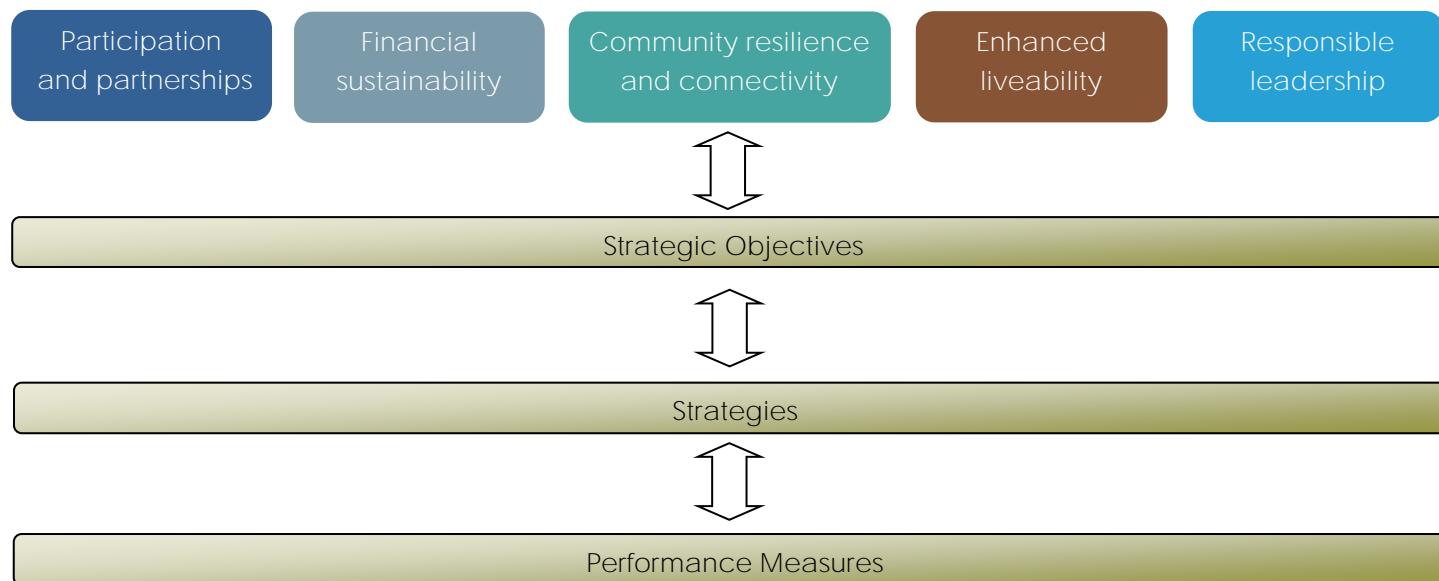 Participation
and partnerships
Financial
sustainability
Community resilience
and connectivity
Enhanced
liveability
Responsible
leadership
Strategic Objectives
Strategies
Performance Measures